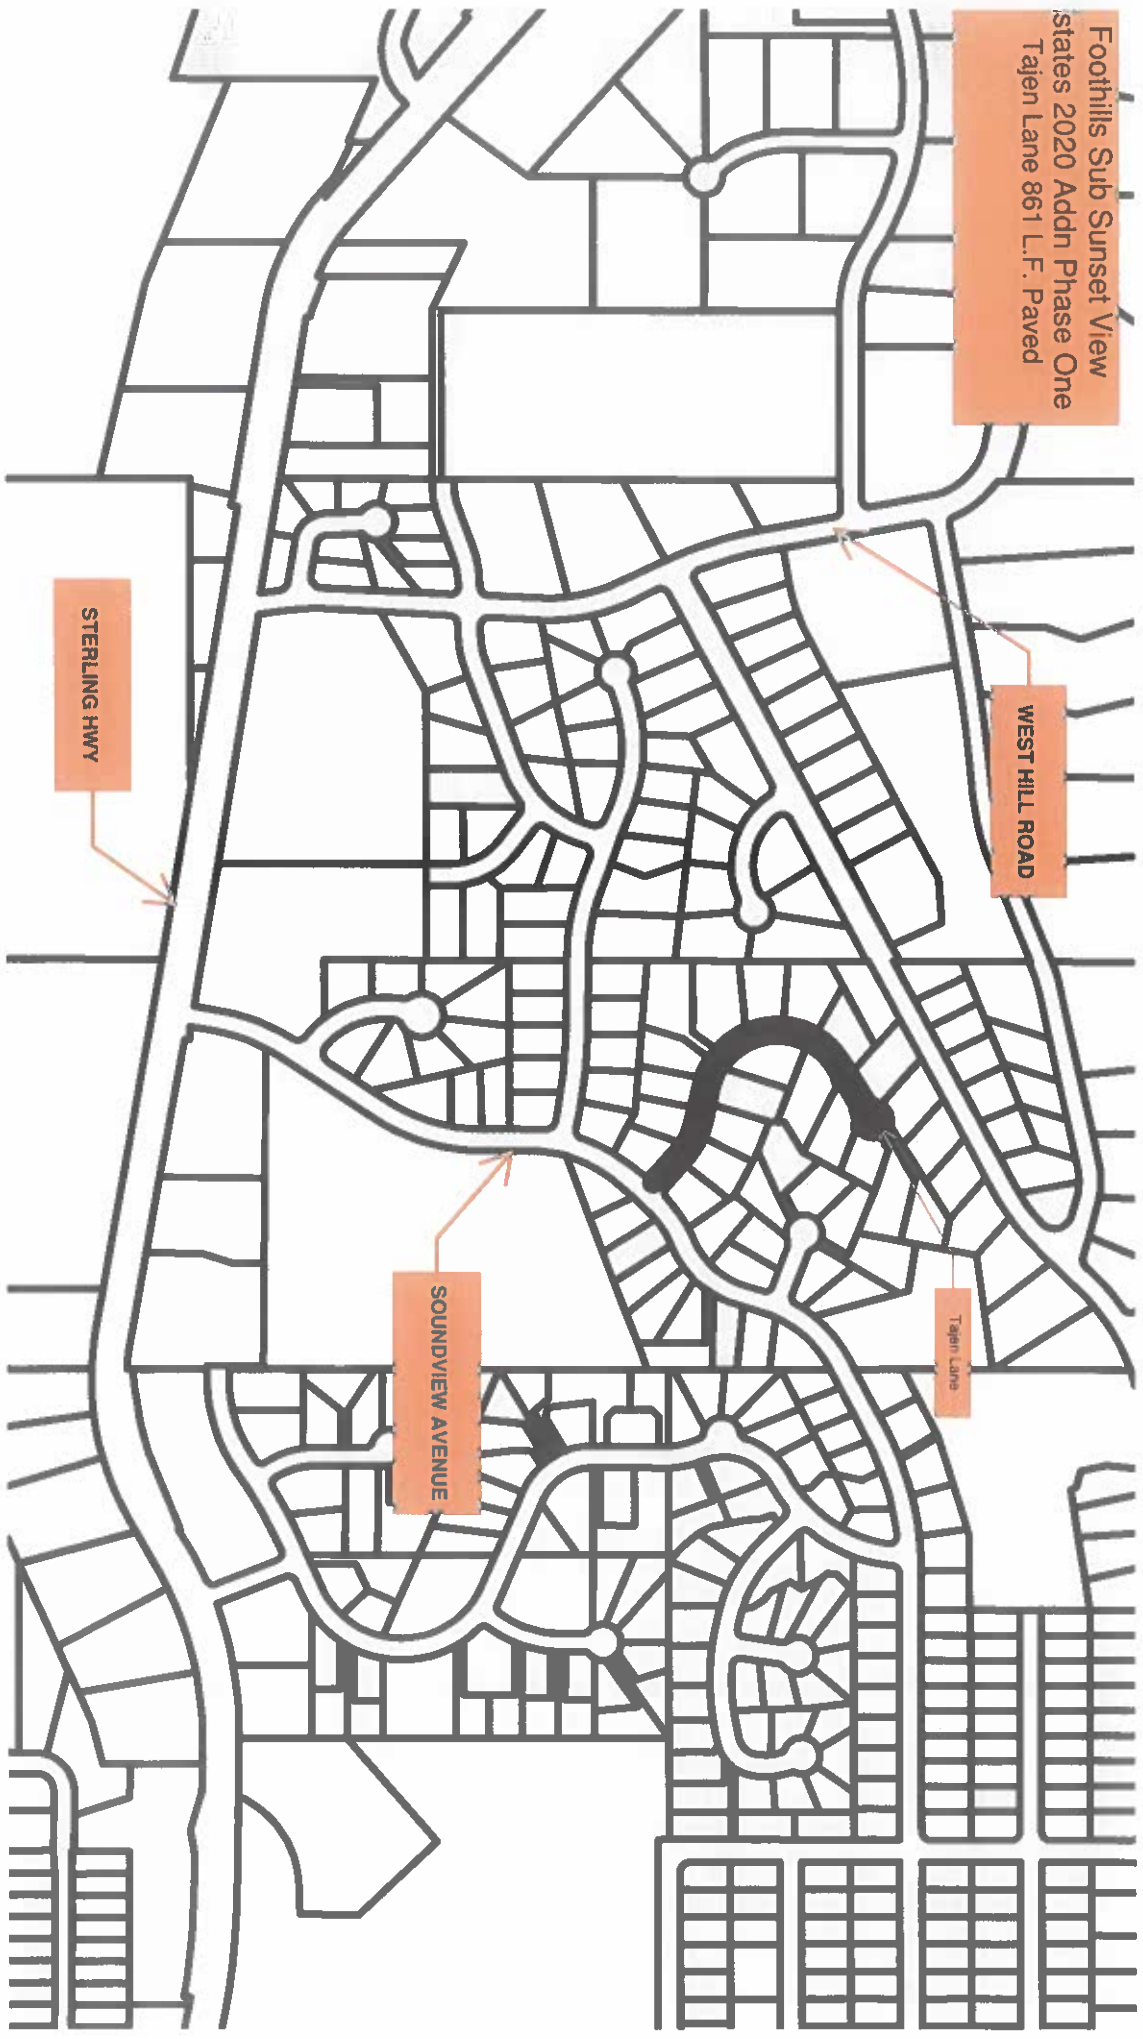 Foothills Sub Sunset View
states 2020 Addn Phase One
Tajen Lane 861 L.F. Paved
WEST HILL ROAD
STERLING HWY
Tajen Lane
SOUNDVIEW AVENUE